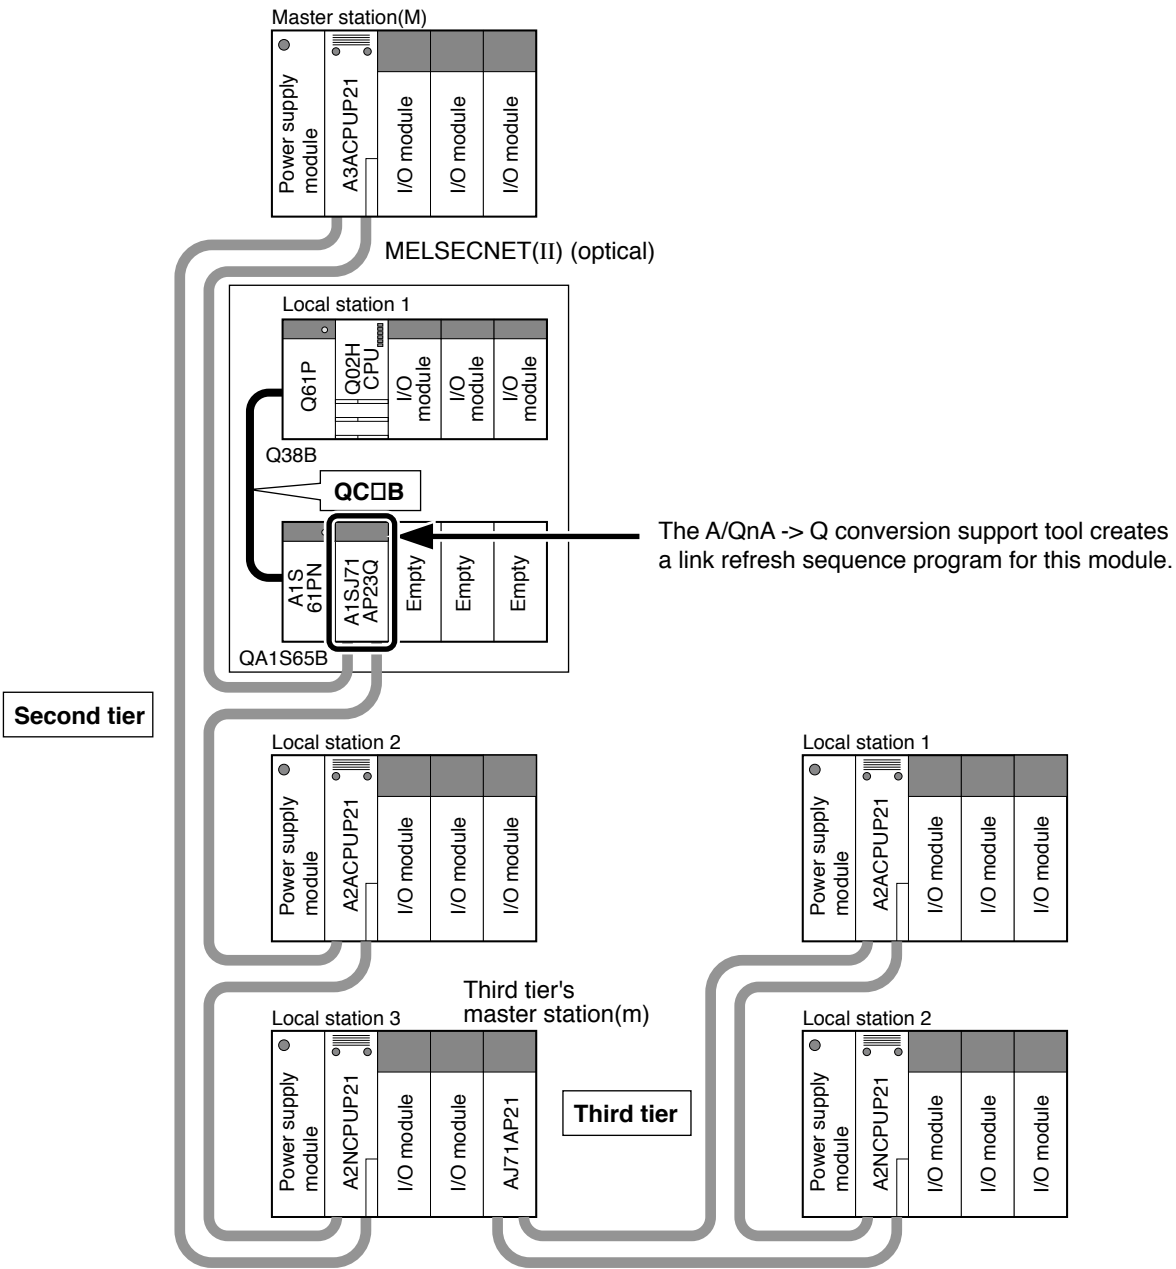 Master station(M)
Power supply
module
A3ACPUP21
I/O module
I/O module
I/O module
MELSECNET(II) (optical)
Local station 1
Q61P
Q02H
CPU
I/O
module
I/O
module
I/O
module
Q38B
QC□B
A1S
61PN
A1SJ71
AP23Q
Empty
Empty
Empty
QA1S65B
The A/QnA -> Q conversion support tool creates
a link refresh sequence program for this module.
Second tier
Local station 2
Power supply
module
A2ACPUP21
I/O module
I/O module
I/O module
Local station 1
Power supply
module
A2ACPUP21
I/O module
I/O module
I/O module
Third tier's
master station(m)
Local station 3
Power supply
module
A2NCPUP21
I/O module
I/O module
AJ71AP21
Third tier
Local station 2
Power supply
module
A2NCPUP21
I/O module
I/O module
I/O module